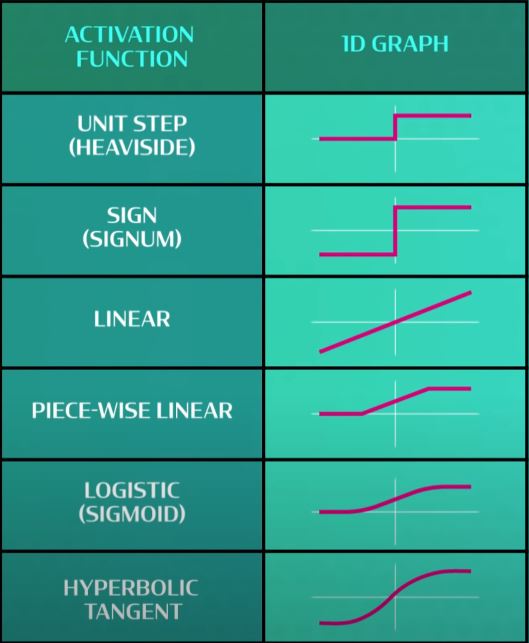 ACTIVATION
FUNCTION
1D GRAPH
UNIT STEP
(HEAVISIDE)
SIGN
(SIGNUM)
LINEAR
PIECE-WISE LINEAR
LOGISTIC
(SIGMOID)
HYPERBOLIC
TANGENT